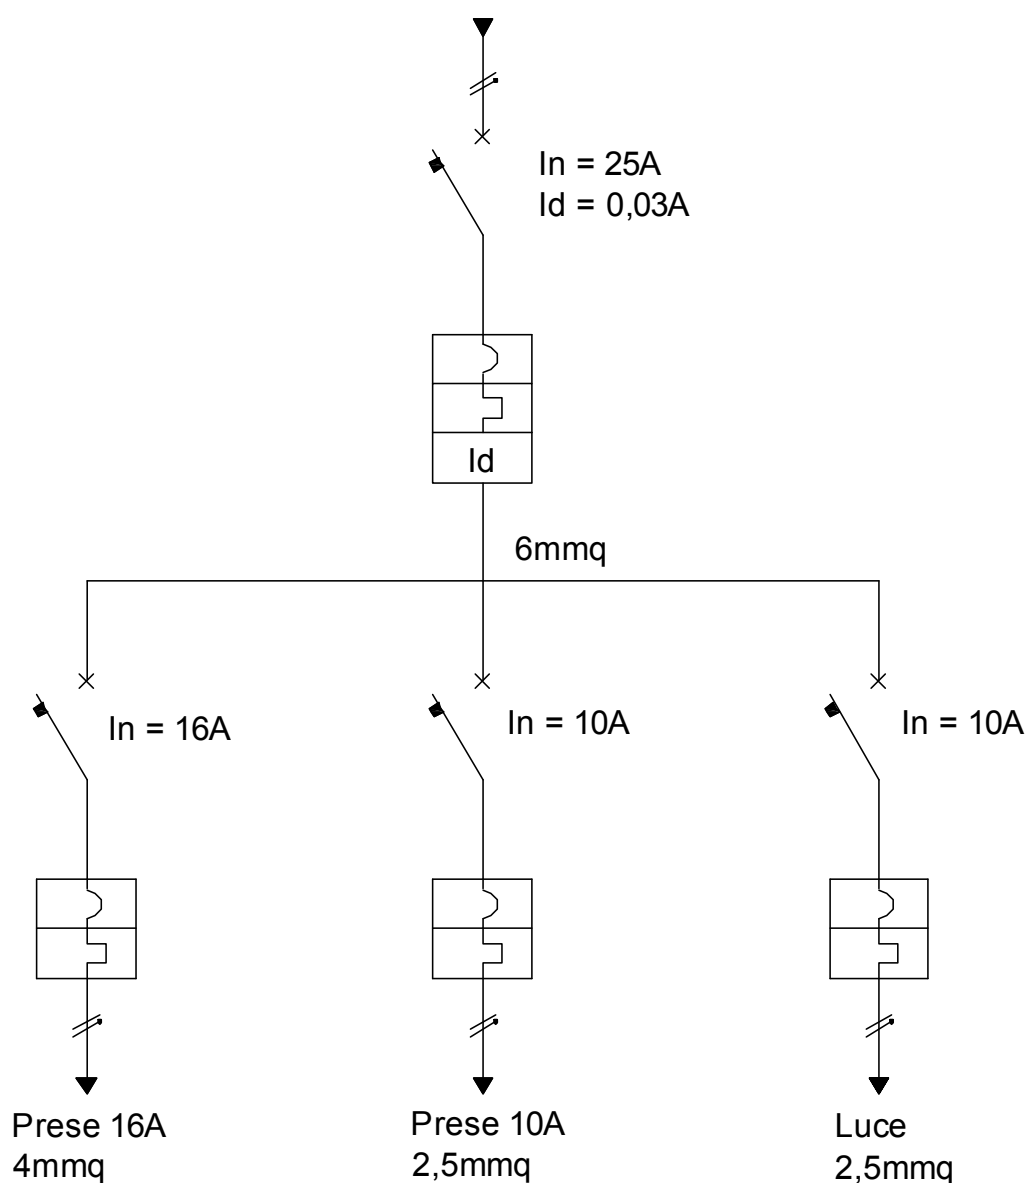 In = 25A
Id = 0,03A
Id
6mmq
In = 16A
In = 10A
In = 10A
Prese 16A
4mmq
Prese 10A
2,5mmq
Luce
2,5mmq